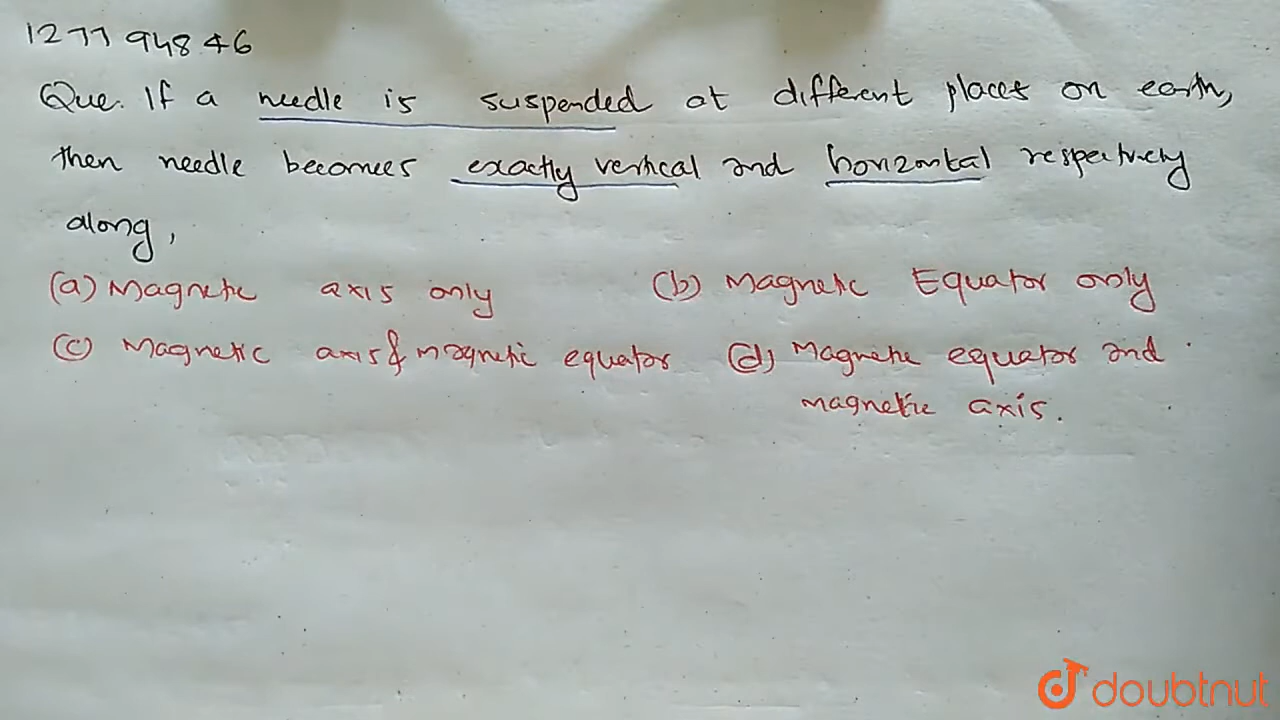 1277 94846
Que. If a needle is suspended at different places on earth,
then needle becomes exactly vertical and horizontal respectively
along,
(a) Magnetic axis only (b) Magnetic Equator only
(c) Magnetic axis & magnetic equator (d) Magnetic equator and
magnetic axis.
doubtnut